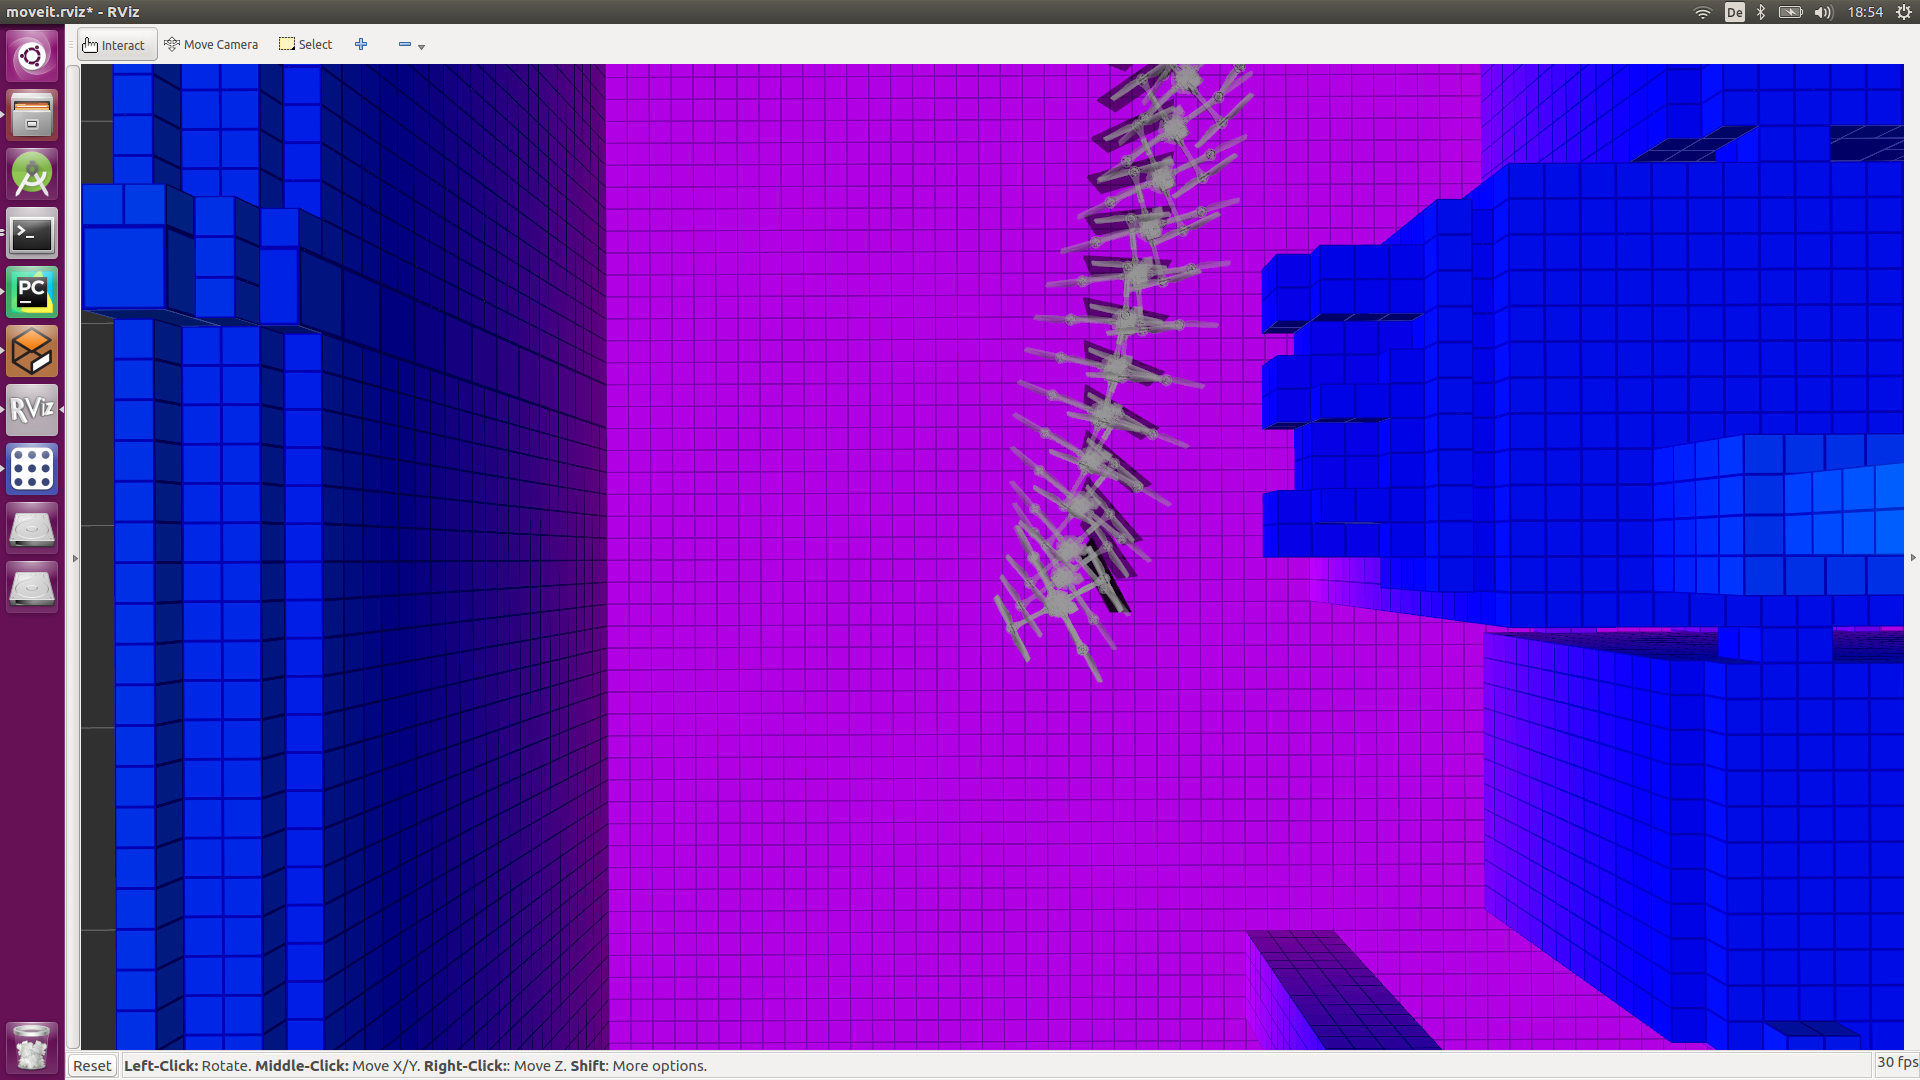 moveit.rviz* - RViz
De
18:54
Interact
Move Camera
Select
>_
PC
RViz
Reset
Left-Click: Rotate. Middle-Click: Move X/Y. Right-Click:: Move Z. Shift: More options.
30 fps